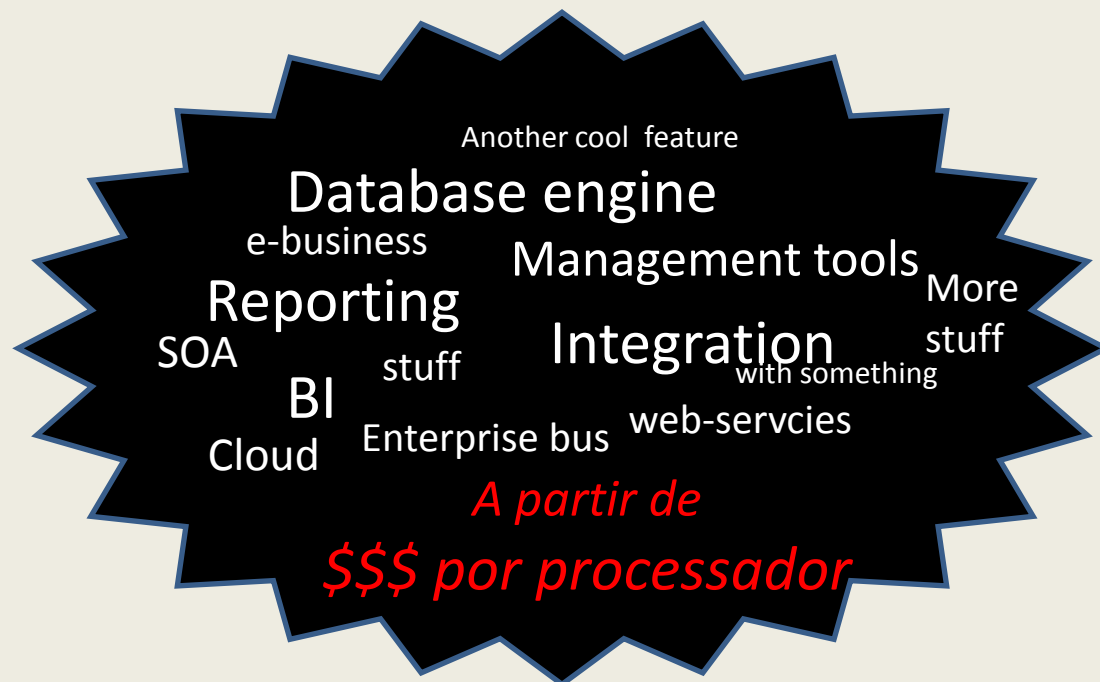 Another cool feature
Database engine
e-business
Management tools
Reporting
More
stuff
SOA
stuff
Integration
with something
BI
web-servcies
Cloud
Enterprise bus
A partir de
$$$ por processador